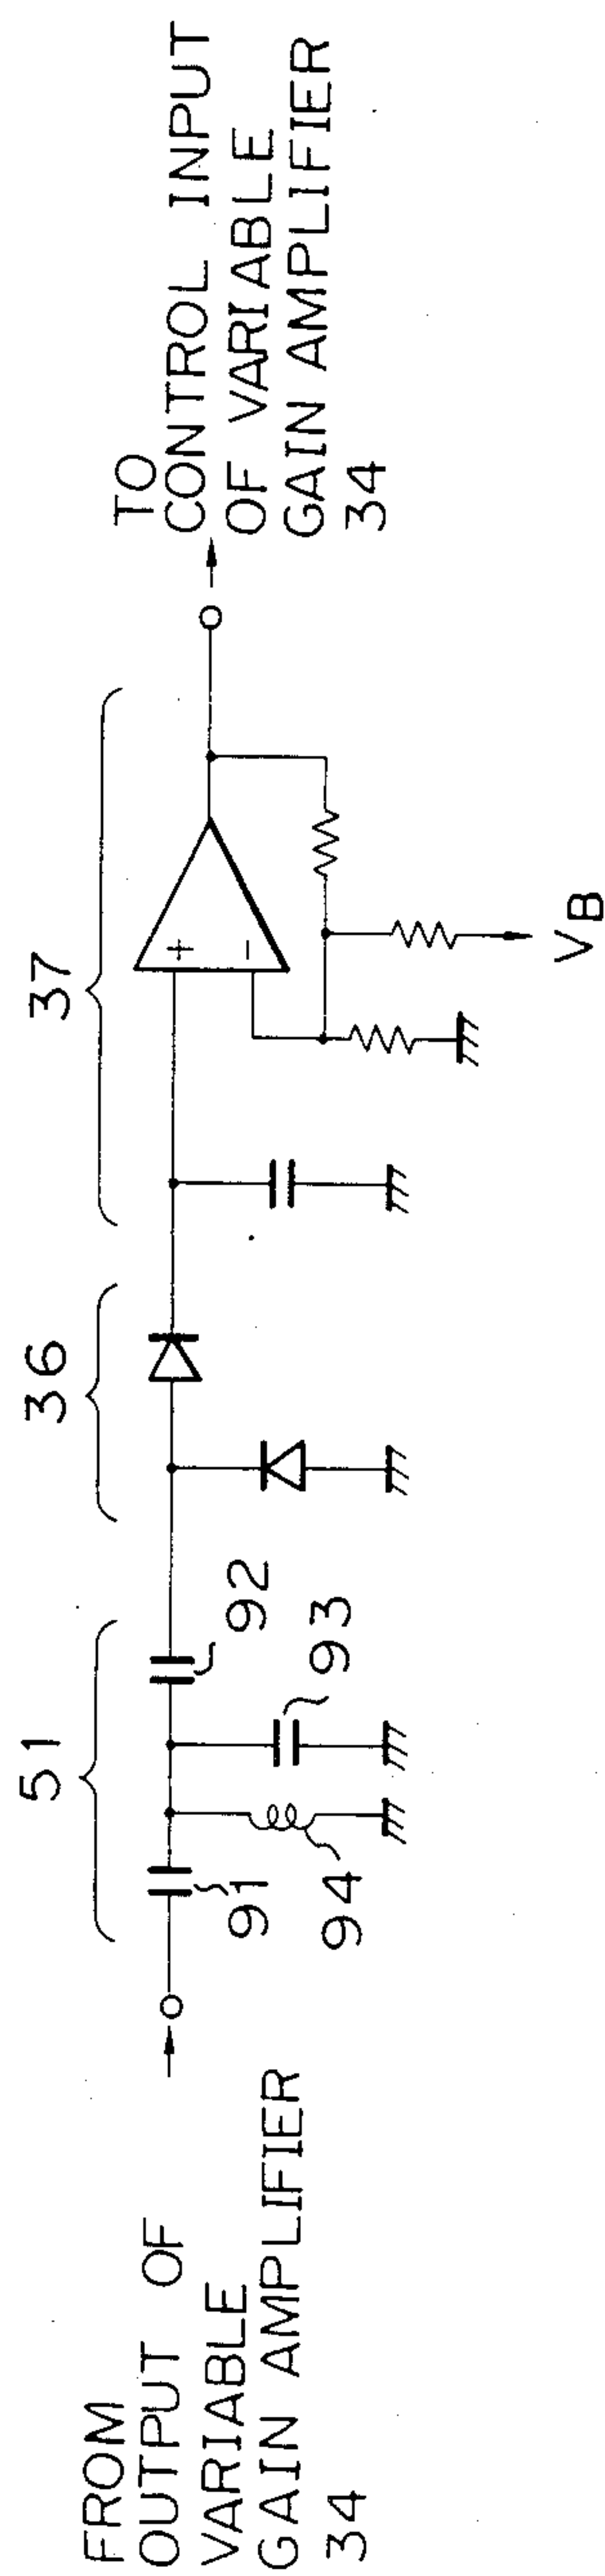 FROM
OUTPUT OF
VARIABLE
GAIN AMPLIFIER
34
51
91
94
92
93
36
37
+
−
VB
TO
CONTROL INPUT
OF VARIABLE
GAIN AMPLIFIER
34